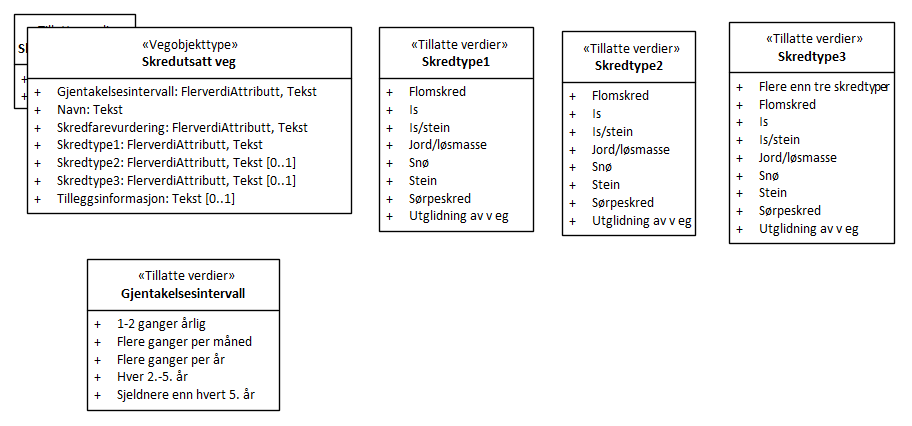 «Vegobjekttype»
Skredutsatt veg
+ Gjentakelsesintervall: FlerverdiAttributt, Tekst
+ Navn: Tekst
+ Skredfarevurdering: FlerverdiAttributt, Tekst
+ Skredtype1: FlerverdiAttributt, Tekst
+ Skredtype2: FlerverdiAttributt, Tekst [0..1]
+ Skredtype3: FlerverdiAttributt, Tekst [0..1]
+ Tilleggsinformasjon: Tekst [0..1]
«Tillatte verdier»
Skredtype1
+ Flomskred
+ Is
+ Is/stein
+ Jord/løsmasse
+ Snø
+ Stein
+ Sørpeskred
+ Utglidning av veg
«Tillatte verdier»
Skredtype2
+ Flomskred
+ Is
+ Is/stein
+ Jord/løsmasse
+ Snø
+ Stein
+ Sørpeskred
+ Utglidning av veg
«Tillatte verdier»
Skredtype3
+ Flere enn tre skredtyper
+ Flomskred
+ Is
+ Is/stein
+ Jord/løsmasse
+ Snø
+ Stein
+ Sørpeskred
+ Utglidning av veg
«Tillatte verdier»
Gjentakelsesintervall
+ 1-2 ganger årlig
+ Flere ganger per måned
+ Flere ganger per år
+ Hver 2.-5. år
+ Sjeldnere enn hvert 5. år